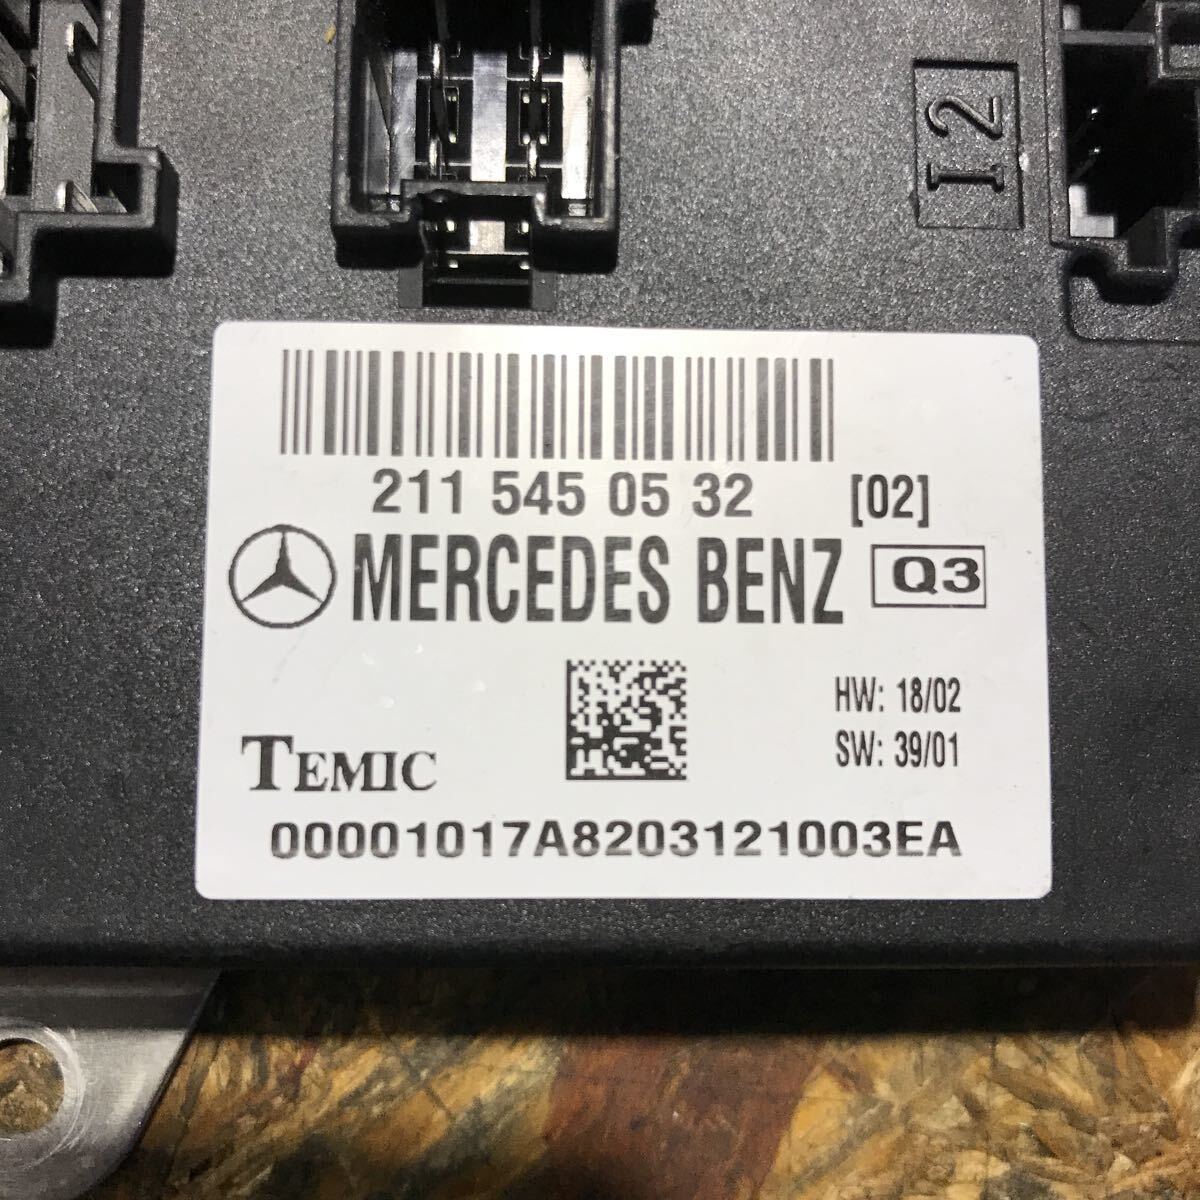 I2
211 545 05 32 [02]
MERCEDES BENZ Q3
HW: 18/02
SW: 39/01
TEMIC
00001017A8203121003EA